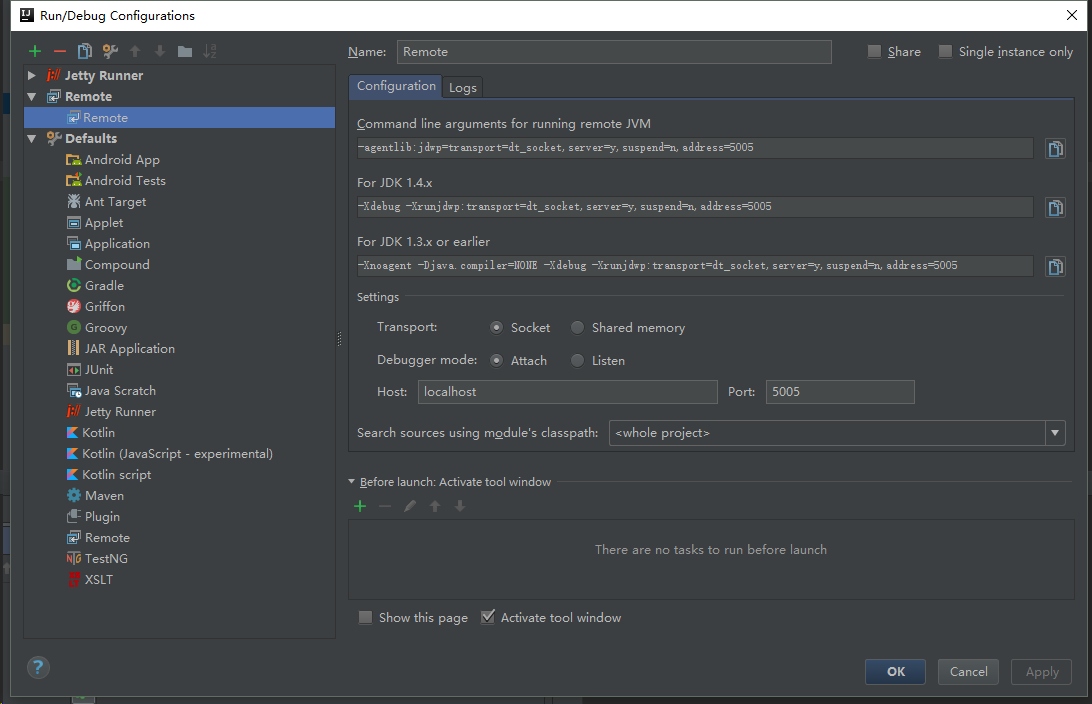 Run/Debug Configurations
Name: Remote
Share
Single instance only
Jetty Runner
Remote
Remote
Defaults
Android App
Android Tests
Ant Target
Applet
Application
Compound
Gradle
Griffon
Groovy
JAR Application
JUnit
Java Scratch
Jetty Runner
Kotlin
Kotlin (JavaScript - experimental)
Kotlin script
Maven
Plugin
Remote
TestNG
XSLT
Configuration
Logs
Command line arguments for running remote JVM
-agentlib:jdwp=transport=dt_socket,server=y,suspend=n,address=5005
For JDK 1.4.x
-Xdebug -Xrunjdwp:transport=dt_socket,server=y,suspend=n,address=5005
For JDK 1.3.x or earlier
-Xnoagent -Djava.compiler=NONE -Xdebug -Xrunjdwp:transport=dt_socket,server=y,suspend=n,address=5005
Settings
Transport: Socket Shared memory
Debugger mode: Attach Listen
Host: localhost Port: 5005
Search sources using module's classpath: <whole project>
Before launch: Activate tool window
There are no tasks to run before launch
Show this page Activate tool window
?
OK Cancel Apply